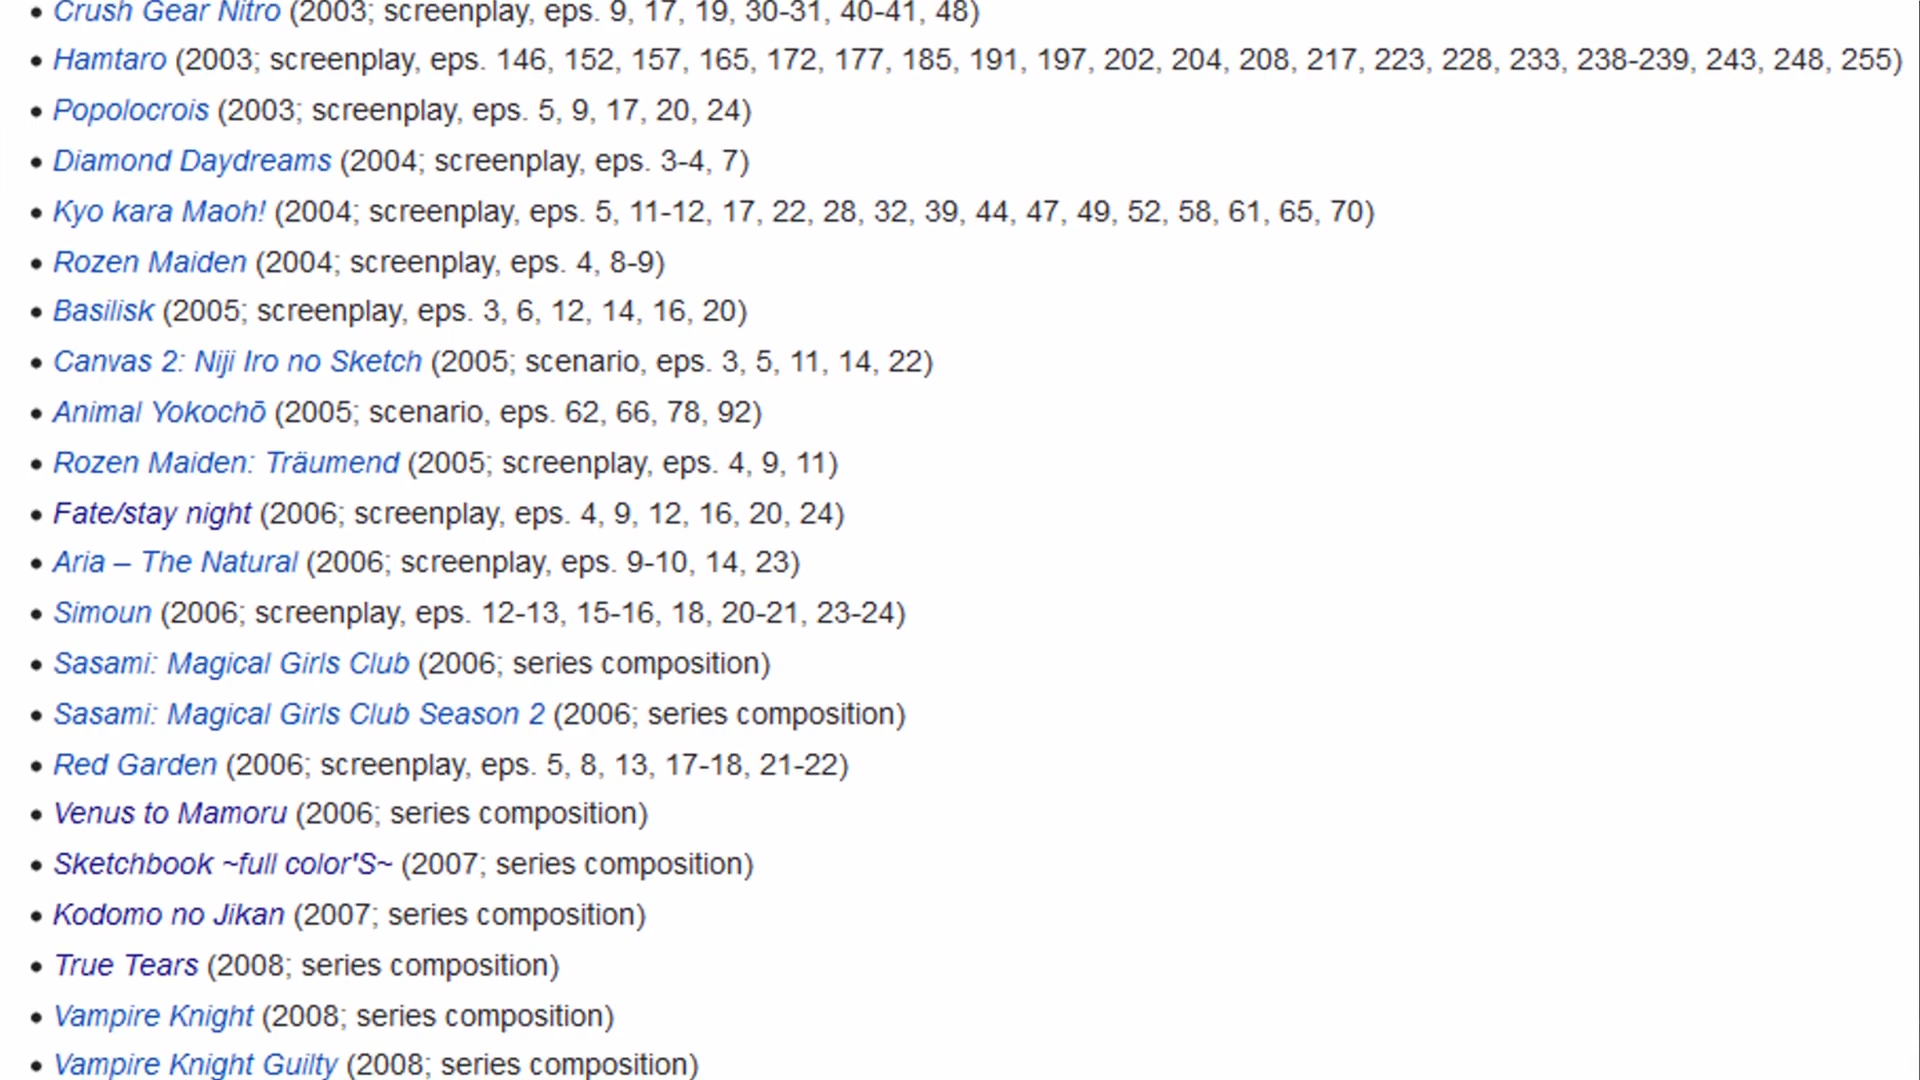 • Crush Gear Nitro (2003; screenplay, eps. 9, 17, 19, 30-31, 40-41, 48)
• Hamtaro (2003; screenplay, eps. 146, 152, 157, 165, 172, 177, 185, 191, 197, 202, 204, 208, 217, 223, 228, 233, 238-239, 243, 248, 255)
• Popolocrois (2003; screenplay, eps. 5, 9, 17, 20, 24)
• Diamond Daydreams (2004; screenplay, eps. 3-4, 7)
• Kyo kara Maoh! (2004; screenplay, eps. 5, 11-12, 17, 22, 28, 32, 39, 44, 47, 49, 52, 58, 61, 65, 70)
• Rozen Maiden (2004; screenplay, eps. 4, 8-9)
• Basilisk (2005; screenplay, eps. 3, 6, 12, 14, 16, 20)
• Canvas 2: Niji Iro no Sketch (2005; scenario, eps. 3, 5, 11, 14, 22)
• Animal Yokochō (2005; scenario, eps. 62, 66, 78, 92)
• Rozen Maiden: Träumend (2005; screenplay, eps. 4, 9, 11)
• Fate/stay night (2006; screenplay, eps. 4, 9, 12, 16, 20, 24)
• Aria – The Natural (2006; screenplay, eps. 9-10, 14, 23)
• Simoun (2006; screenplay, eps. 12-13, 15-16, 18, 20-21, 23-24)
• Sasami: Magical Girls Club (2006; series composition)
• Sasami: Magical Girls Club Season 2 (2006; series composition)
• Red Garden (2006; screenplay, eps. 5, 8, 13, 17-18, 21-22)
• Venus to Mamoru (2006; series composition)
• Sketchbook ~full color'S~ (2007; series composition)
• Kodomo no Jikan (2007; series composition)
• True Tears (2008; series composition)
• Vampire Knight (2008; series composition)
• Vampire Knight Guilty (2008; series composition)